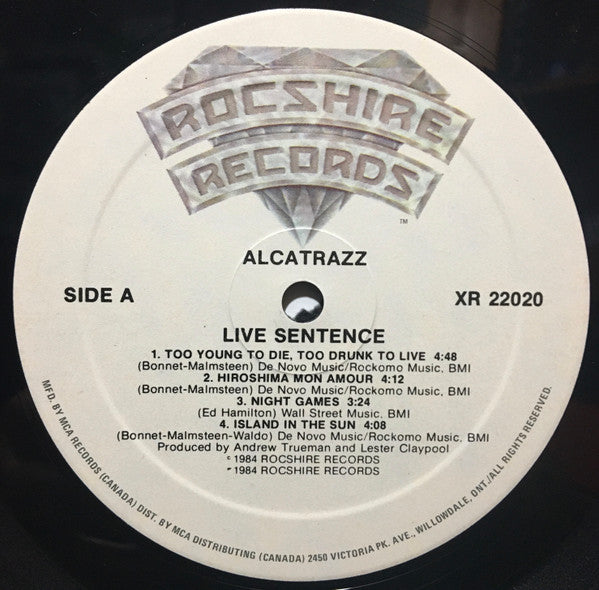 ROCSHIRE
RECORDS
™
ALCATRAZZ
SIDE A
XR 22020
LIVE SENTENCE
1. TOO YOUNG TO DIE, TOO DRUNK TO LIVE 4:48
(Bonnet-Malmsteen) De Novo Music/Rockomo Music, BMI
2. HIROSHIMA MON AMOUR 4:12
(Bonnet-Malmsteen) De Novo Music/Rockomo Music, BMI
3. NIGHT GAMES 3:24
(Ed Hamilton) Wall Street Music, BMI
4. ISLAND IN THE SUN 4:08
(Bonnet-Malmsteen-Waldo) De Novo Music/Rockomo Music, BMI
Produced by Andrew Trueman and Lester Claypool
© 1984 ROCSHIRE RECORDS
℗ 1984 ROCSHIRE RECORDS
MFD. BY MCA RECORDS (CANADA) DIST. BY MCA DISTRIBUTING (CANADA) 2450 VICTORIA PK. AVE., WILLOWDALE, ONT./ALL RIGHTS RESERVED.